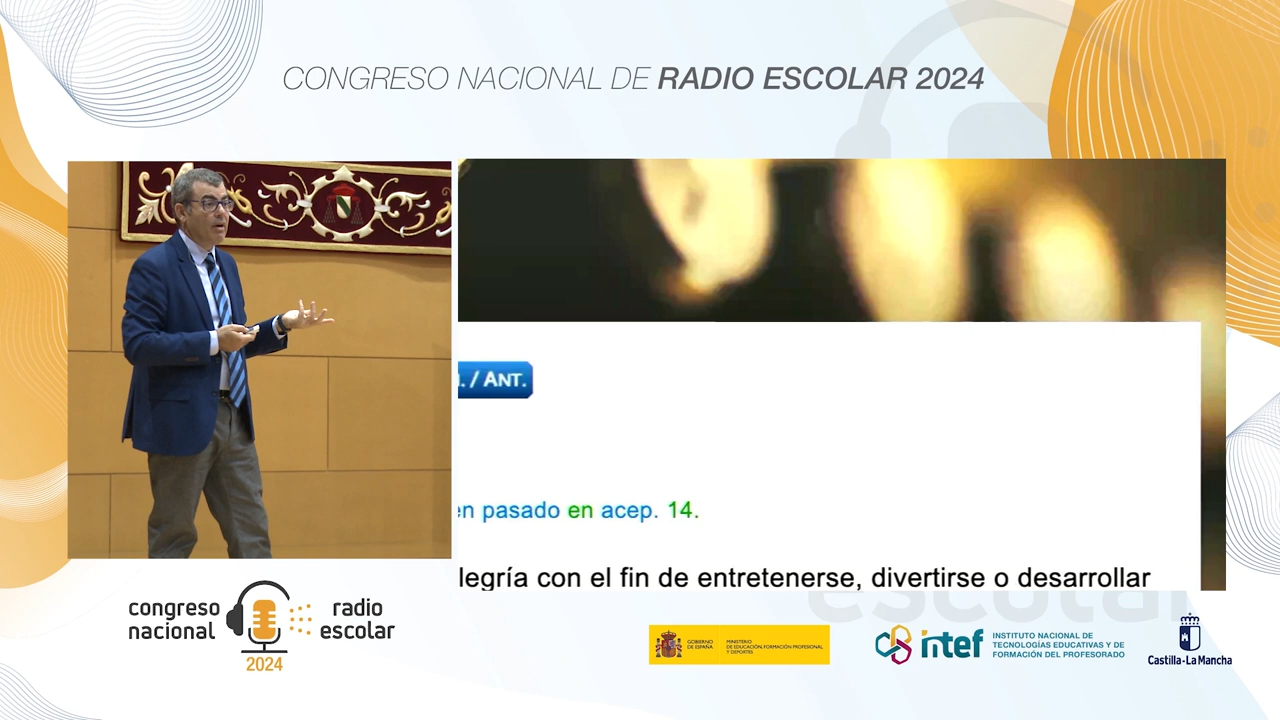 CONGRESO NACIONAL DE RADIO ESCOLAR 2024
. / ANT.
en pasado en acep. 14.
legría con el fin de entretenerse, divertirse o desarrollar
escolar
congreso nacional
radio escolar
2024
GOBIERNO DE ESPAÑA
MINISTERIO DE EDUCACIÓN, FORMACIÓN PROFESIONAL Y DEPORTES
intef
INSTITUTO NACIONAL DE
TECNOLOGÍAS EDUCATIVAS Y DE
FORMACIÓN DEL PROFESORADO
Castilla-La Mancha